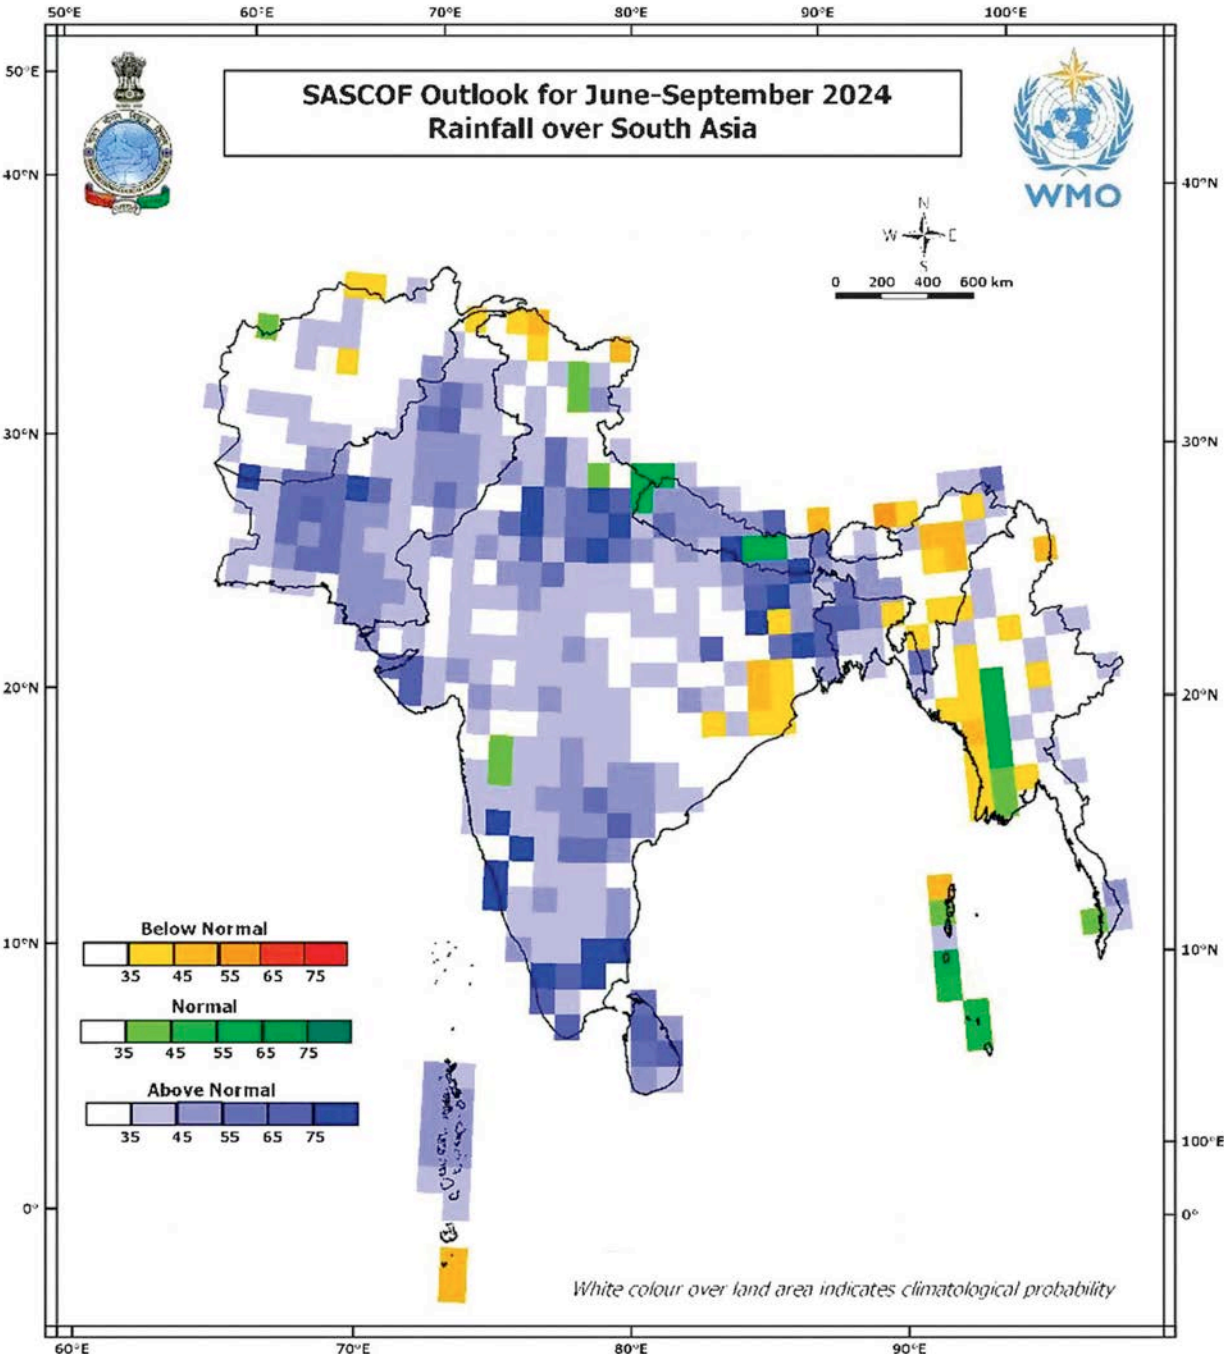 50°E 60°E 70°E 80°E 90°E 100°E
50°E
SASCOF Outlook for June-September 2024
Rainfall over South Asia
WMO
40°N 40°N
N
W E
S
0 200 400 600 km
30°N 30°N
20°N 20°N
Below Normal
35 45 55 65 75
10°N 10°N
Normal
35 45 55 65 75
Above Normal
35 45 55 65 75
100°E
0° 0°
White colour over land area indicates climatological probability
60°E 70°E 80°E 90°E